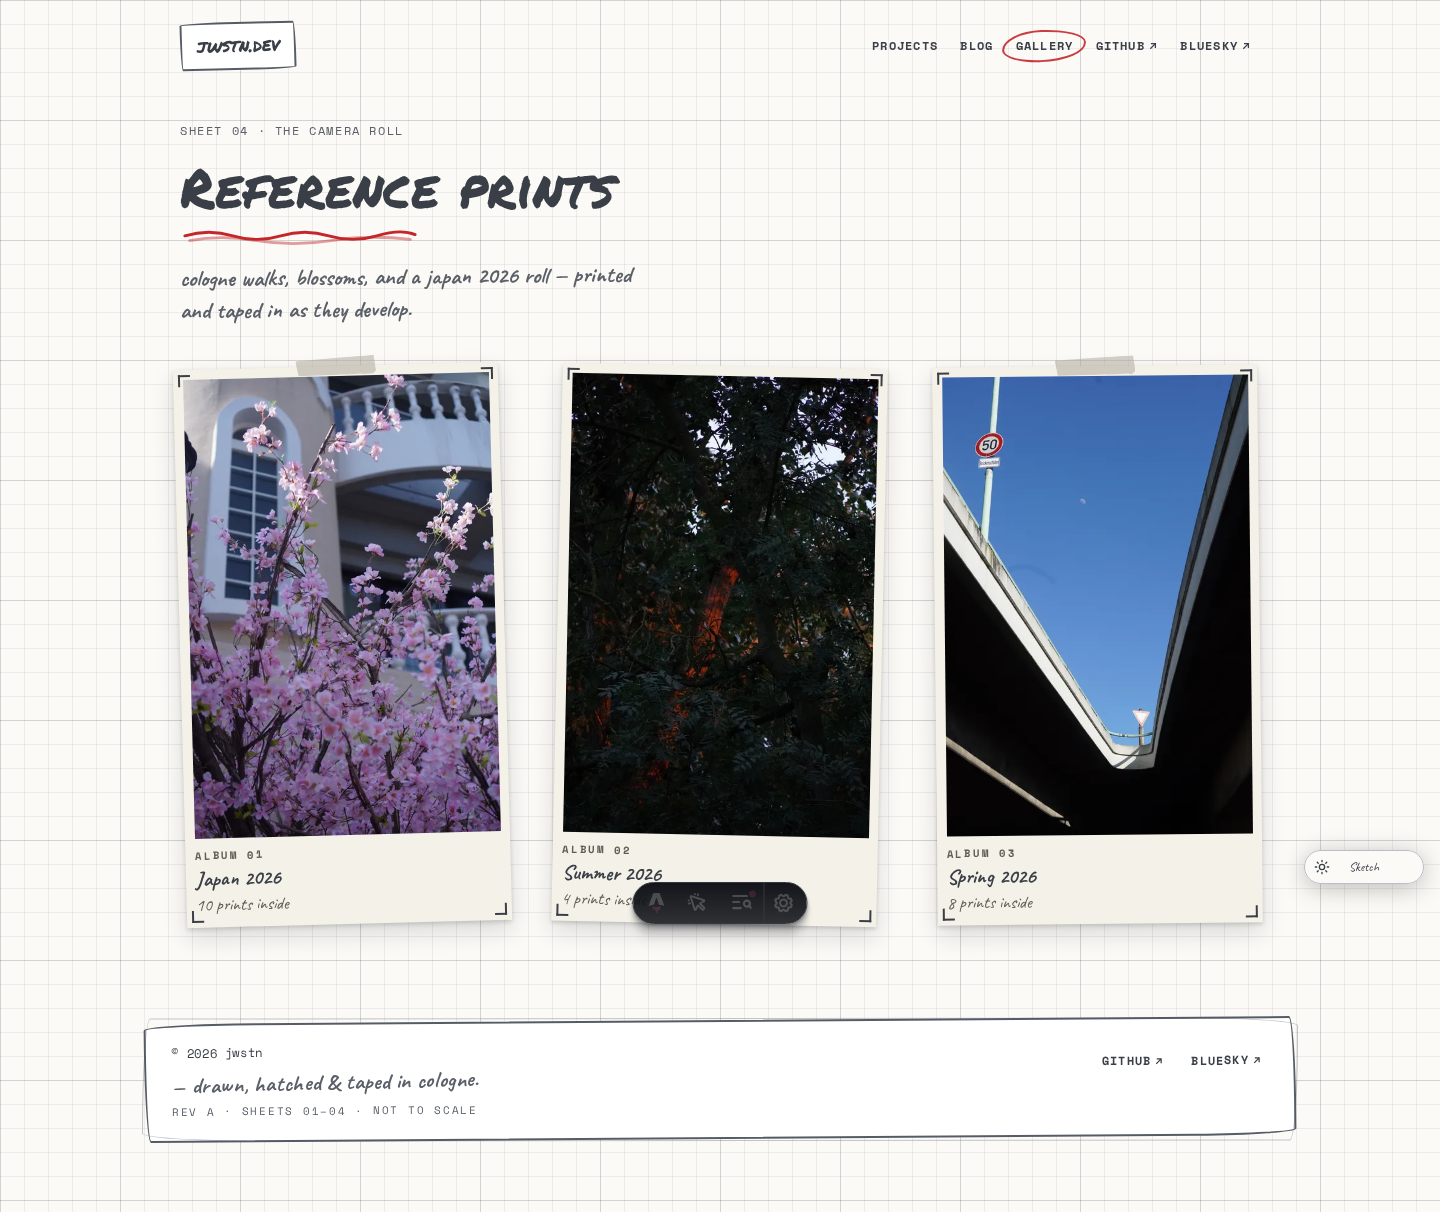 JWSTN.DEV
PROJECTS BLOG GALLERY GITHUB ↗ BLUESKY ↗
SHEET 04 · THE CAMERA ROLL
REFERENCE PRINTS
cologne walks, blossoms, and a japan 2026 roll — printed
and taped in as they develop.
50
ALBUM 01
Japan 2026
10 prints inside
ALBUM 02
Summer 2026
4 prints
ALBUM 03
Spring 2026
8 prints inside
Sketch
© 2026 jwstn
— drawn, hatched & taped in cologne.
REV A · SHEETS 01–04 · NOT TO SCALE
GITHUB ↗ BLUESKY ↗